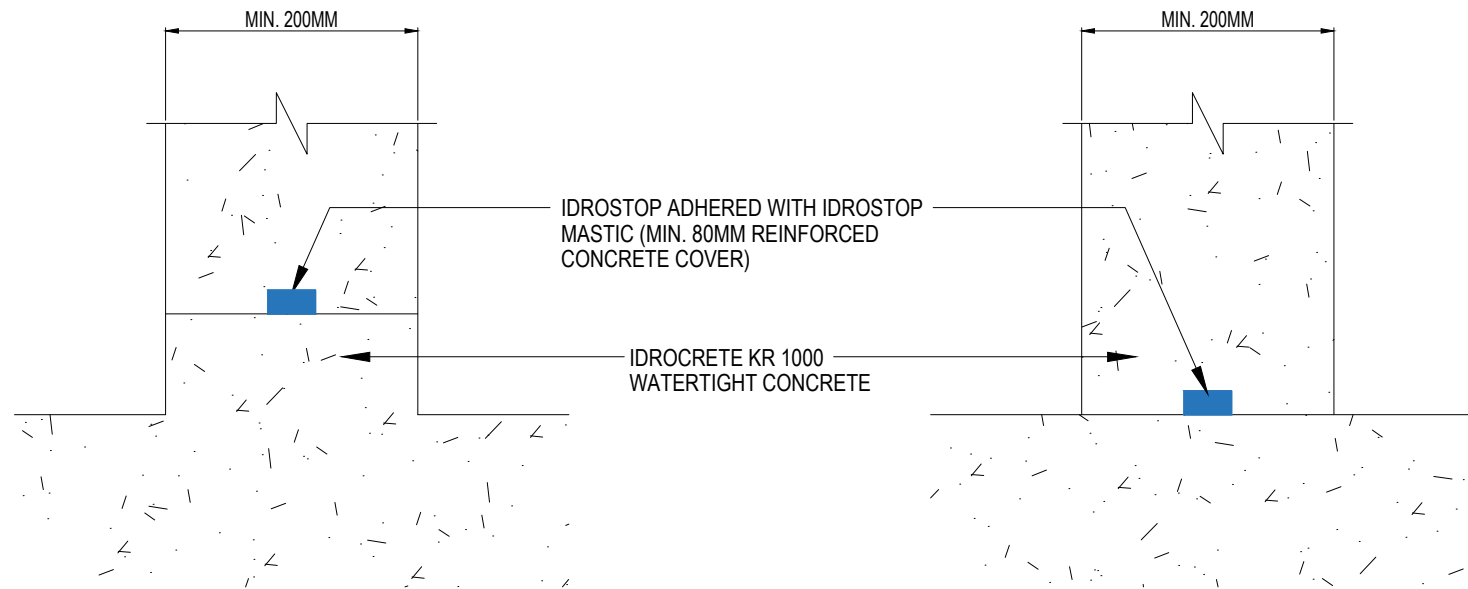 MIN. 200MM
MIN. 200MM
IDROSTOP ADHERED WITH IDROSTOP
MASTIC (MIN. 80MM REINFORCED
CONCRETE COVER)
IDROCRETE KR 1000
WATERTIGHT CONCRETE